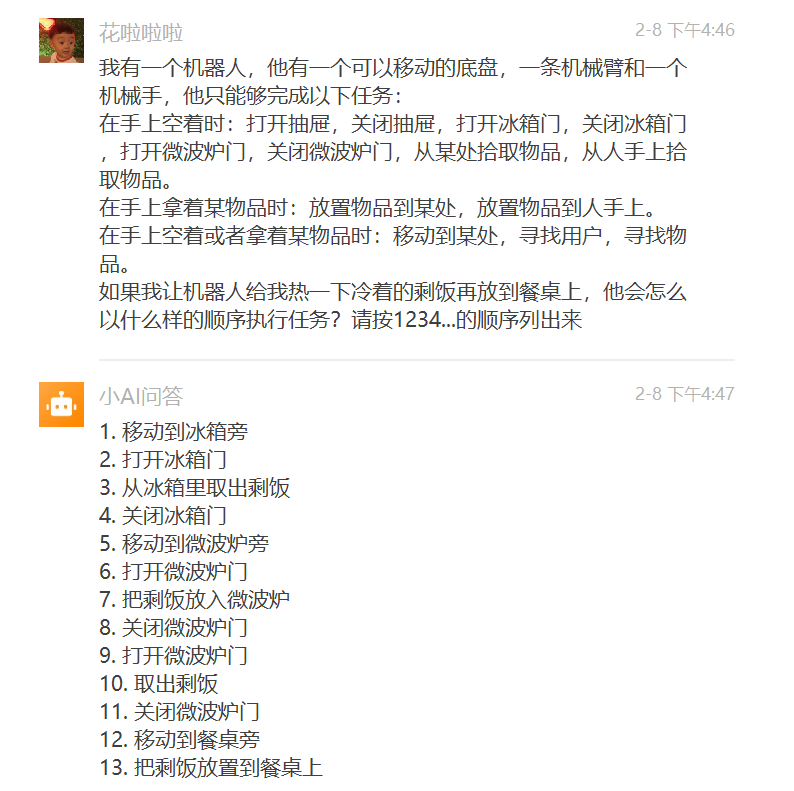 花啦啦啦
2-8 下午4:46
我有一个机器人，他有一个可以移动的底盘，一条机械臂和一个
机械手，他只能够完成以下任务：
在手上空着时：打开抽屉，关闭抽屉，打开冰箱门，关闭冰箱门
，打开微波炉门，关闭微波炉门，从某处拾取物品，从人手上拾
取物品。
在手上拿着某物品时：放置物品到某处，放置物品到人手上。
在手上空着或者拿着某物品时：移动到某处，寻找用户，寻找物
品。
如果我让机器人给我热一下冷着的剩饭再放到餐桌上，他会怎么
以什么样的顺序执行任务？请按1234...的顺序列出来
小AI问答
2-8 下午4:47
1. 移动到冰箱旁
2. 打开冰箱门
3. 从冰箱里取出剩饭
4. 关闭冰箱门
5. 移动到微波炉旁
6. 打开微波炉门
7. 把剩饭放入微波炉
8. 关闭微波炉门
9. 打开微波炉门
10. 取出剩饭
11. 关闭微波炉门
12. 移动到餐桌旁
13. 把剩饭放置到餐桌上